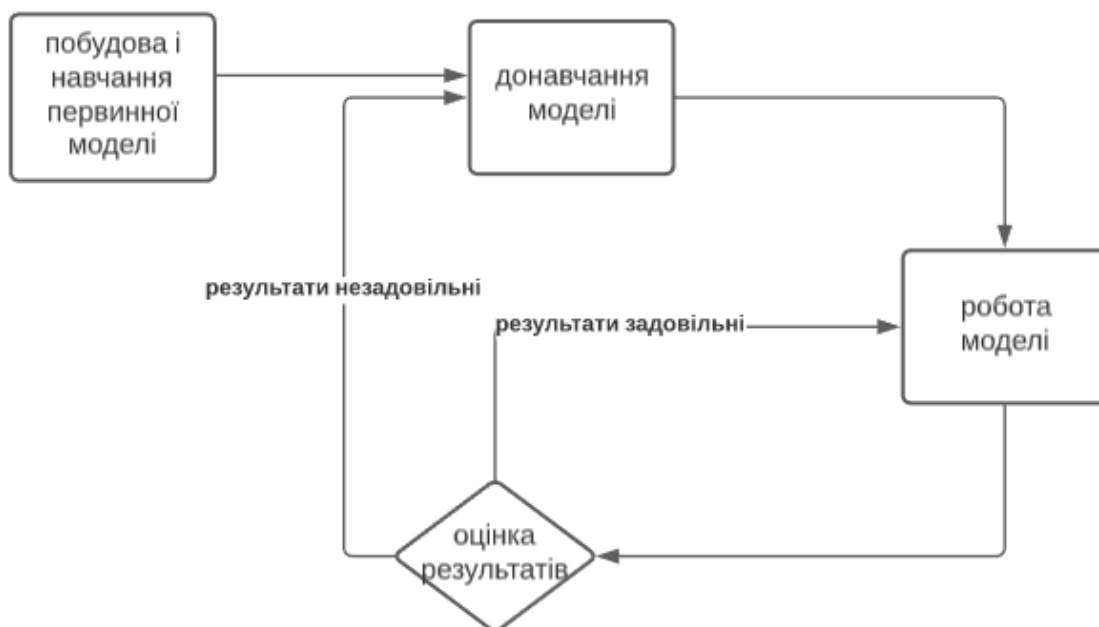 побудова і
навчання
первинної
моделі
донавчання
моделі
результати незадовільні
результати задовільні
робота
моделі
оцінка
результатів